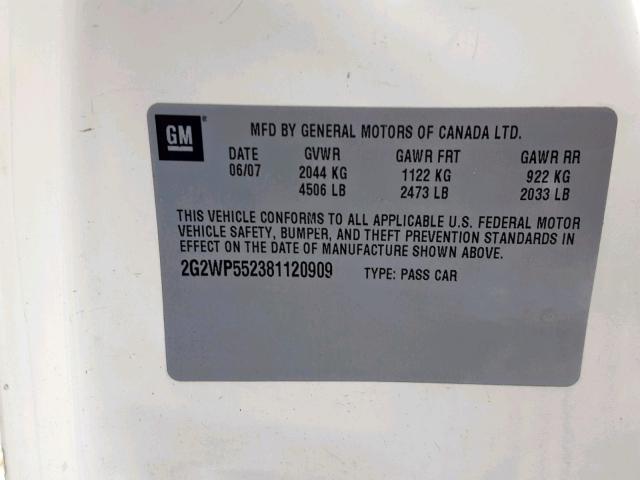 GM®
MFD BY GENERAL MOTORS OF CANADA LTD.
DATE GVWR GAWR FRT GAWR RR
06/07 2044 KG 1122 KG 922 KG
4506 LB 2473 LB 2033 LB
THIS VEHICLE CONFORMS TO ALL APPLICABLE U.S. FEDERAL MOTOR
VEHICLE SAFETY, BUMPER, AND THEFT PREVENTION STANDARDS IN
EFFECT ON THE DATE OF MANUFACTURE SHOWN ABOVE.
2G2WP552381120909 TYPE: PASS CAR